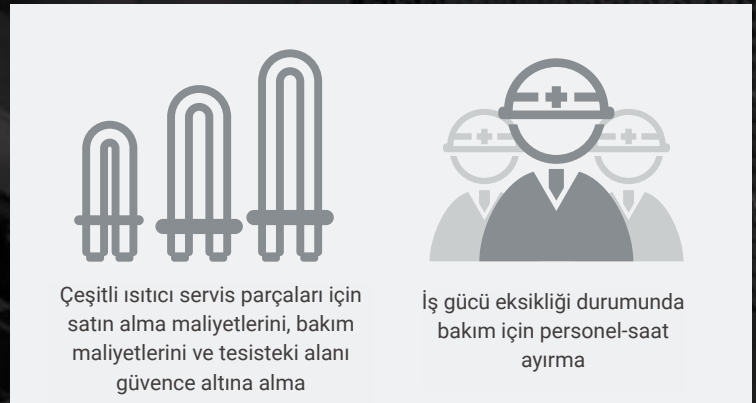 Çeşitli ısıtıcı servis parçaları için
satın alma maliyetlerini, bakım
maliyetlerini ve tesisteki alanı
güvence altına alma
İş gücü eksikliği durumunda
bakım için personel-saat
ayırma